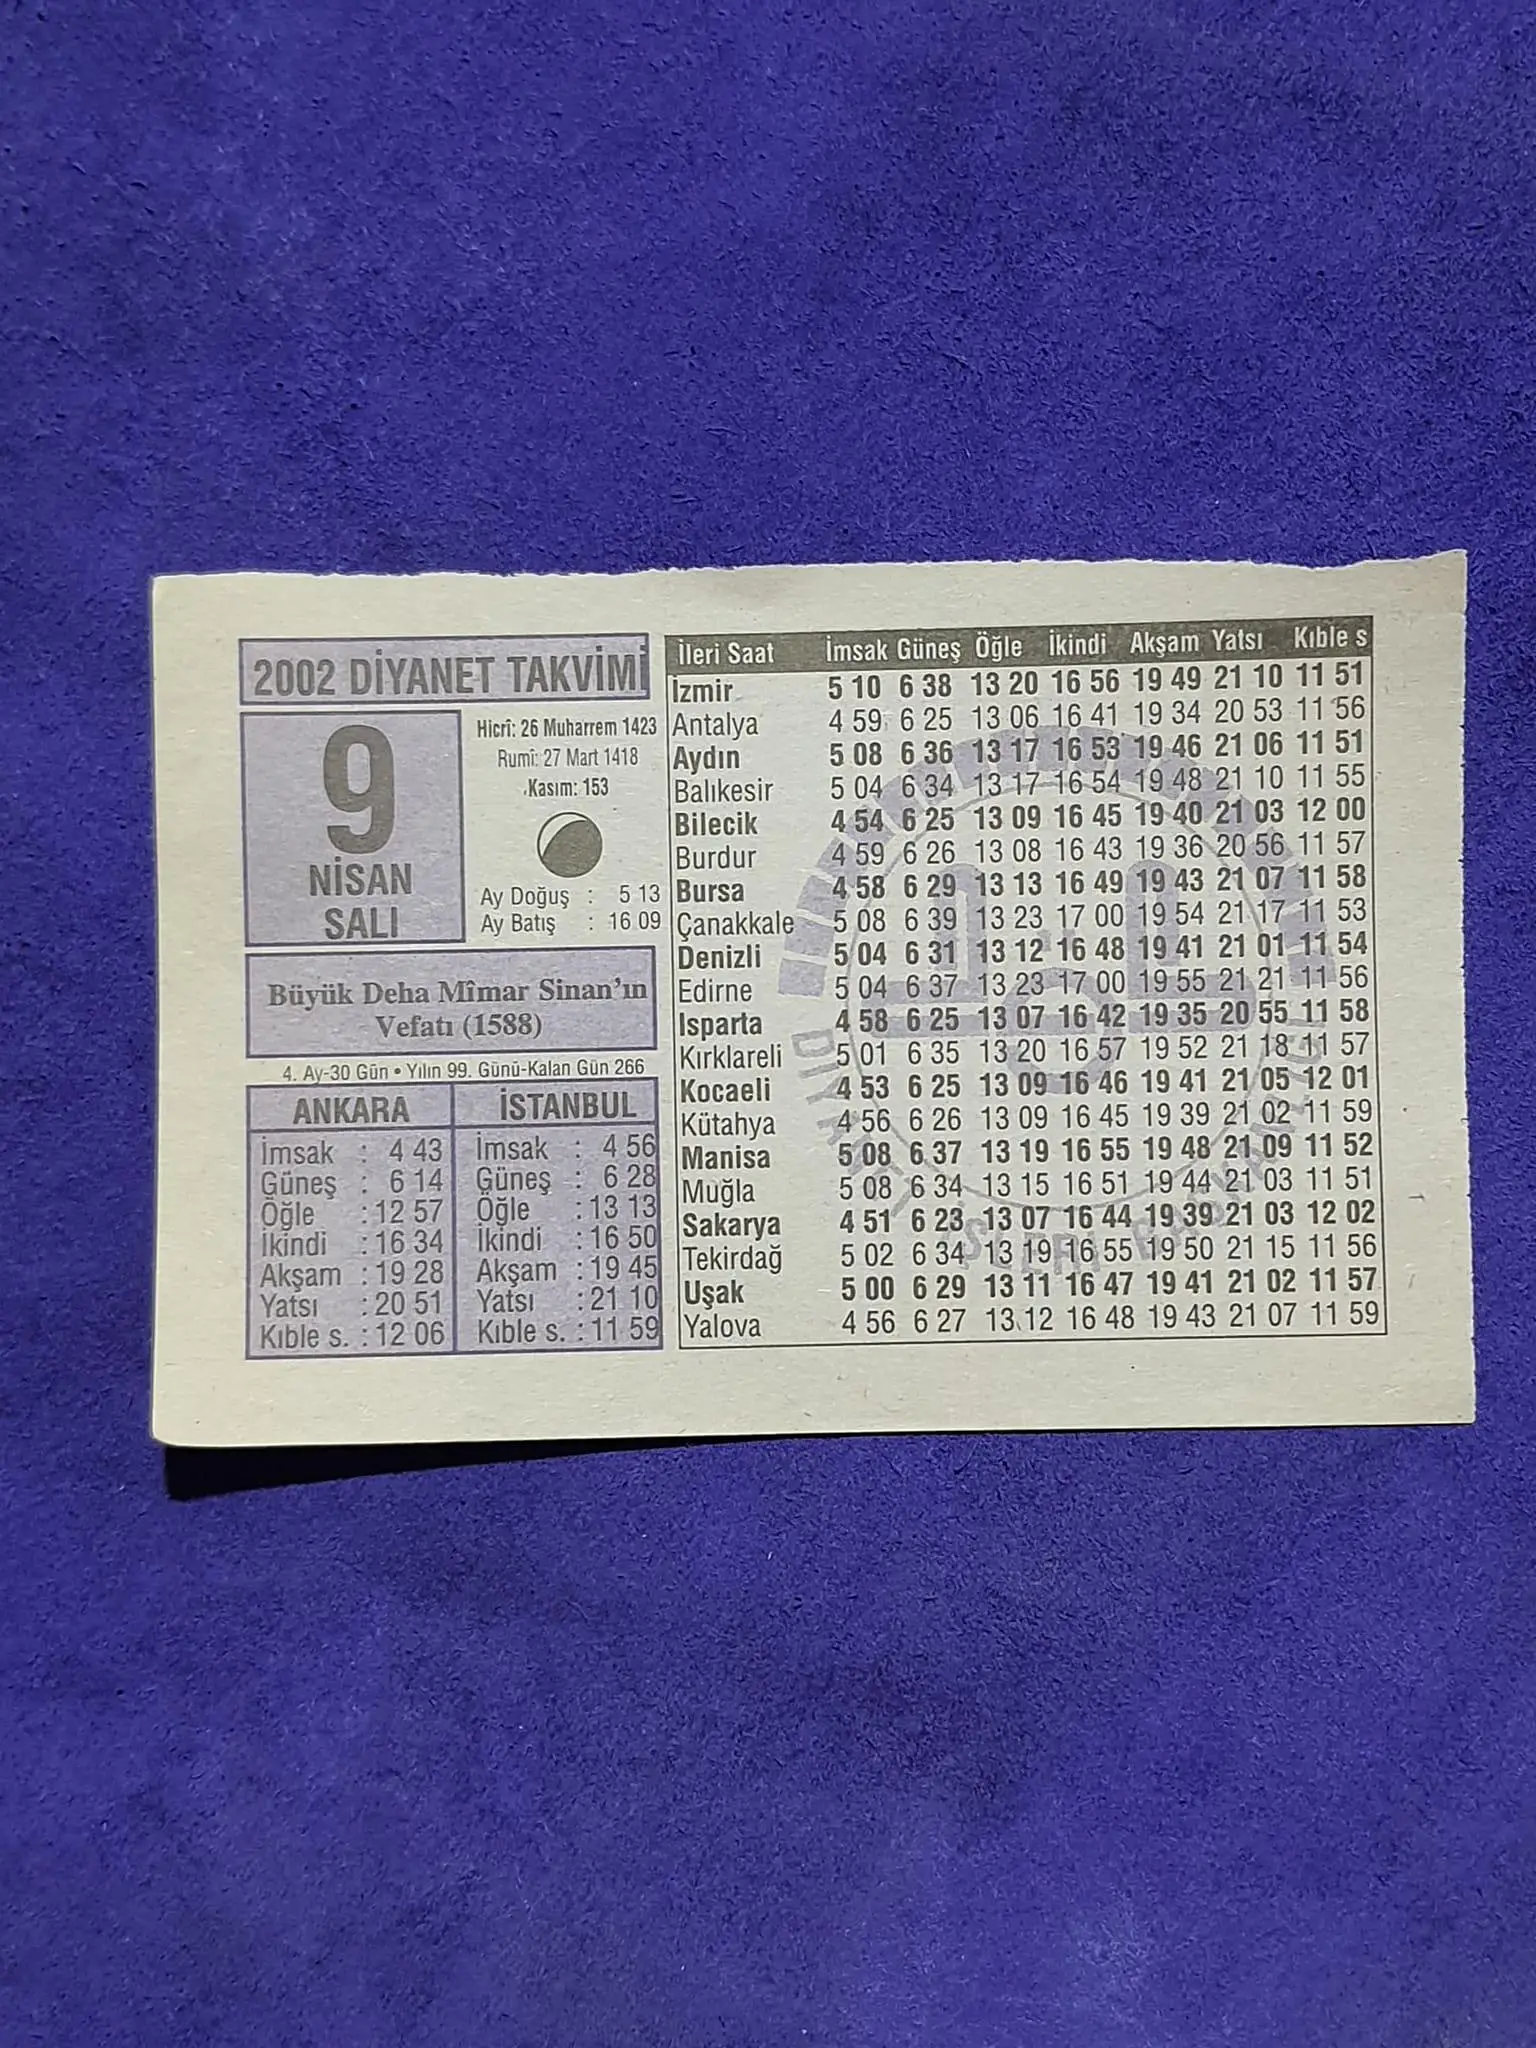 2002 DİYANET TAKVİMİ
9
NİSAN
SALI
Hicrî: 26 Muharrem 1423
Rumî: 27 Mart 1418
Kasım: 153
Ay Doğuş : 5 13
Ay Batış : 16 09
Büyük Deha Mîmar Sinan'ın
Vefatı (1588)
4. Ay-30 Gün • Yılın 99. Günü-Kalan Gün 266
ANKARA
İmsak : 4 43
Güneş : 6 14
Öğle : 12 57
İkindi : 16 34
Akşam : 19 28
Yatsı : 20 51
Kıble s. : 12 06
İSTANBUL
İmsak : 4 56
Güneş : 6 28
Öğle : 13 13
İkindi : 16 50
Akşam : 19 45
Yatsı : 21 10
Kıble s. : 11 59
İleri Saat İmsak Güneş Öğle İkindi Akşam Yatsı Kıble s
İzmir 5 10 6 38 13 20 16 56 19 49 21 10 11 51
Antalya 4 59 6 25 13 06 16 41 19 34 20 53 11 56
Aydın 5 08 6 36 13 17 16 53 19 46 21 06 11 51
Balıkesir 5 04 6 34 13 17 16 54 19 48 21 10 11 55
Bilecik 4 54 6 25 13 09 16 45 19 40 21 03 12 00
Burdur 4 59 6 26 13 08 16 43 19 36 20 56 11 57
Bursa 4 58 6 29 13 13 16 49 19 43 21 07 11 58
Çanakkale 5 08 6 39 13 23 17 00 19 54 21 17 11 53
Denizli 5 04 6 31 13 12 16 48 19 41 21 01 11 54
Edirne 5 04 6 37 13 23 17 00 19 55 21 21 11 56
Isparta 4 58 6 25 13 07 16 42 19 35 20 55 11 58
Kırklareli 5 01 6 35 13 20 16 57 19 52 21 18 11 57
Kocaeli 4 53 6 25 13 09 16 46 19 41 21 05 12 01
Kütahya 4 56 6 26 13 09 16 45 19 39 21 02 11 59
Manisa 5 08 6 37 13 19 16 55 19 48 21 09 11 52
Muğla 5 08 6 34 13 15 16 51 19 44 21 03 11 51
Sakarya 4 51 6 23 13 07 16 44 19 39 21 03 12 02
Tekirdağ 5 02 6 34 13 19 16 55 19 50 21 15 11 56
Uşak 5 00 6 29 13 11 16 47 19 41 21 02 11 57
Yalova 4 56 6 27 13 12 16 48 19 43 21 07 11 59
DİYANET İŞLERİ BAŞKANLIĞI